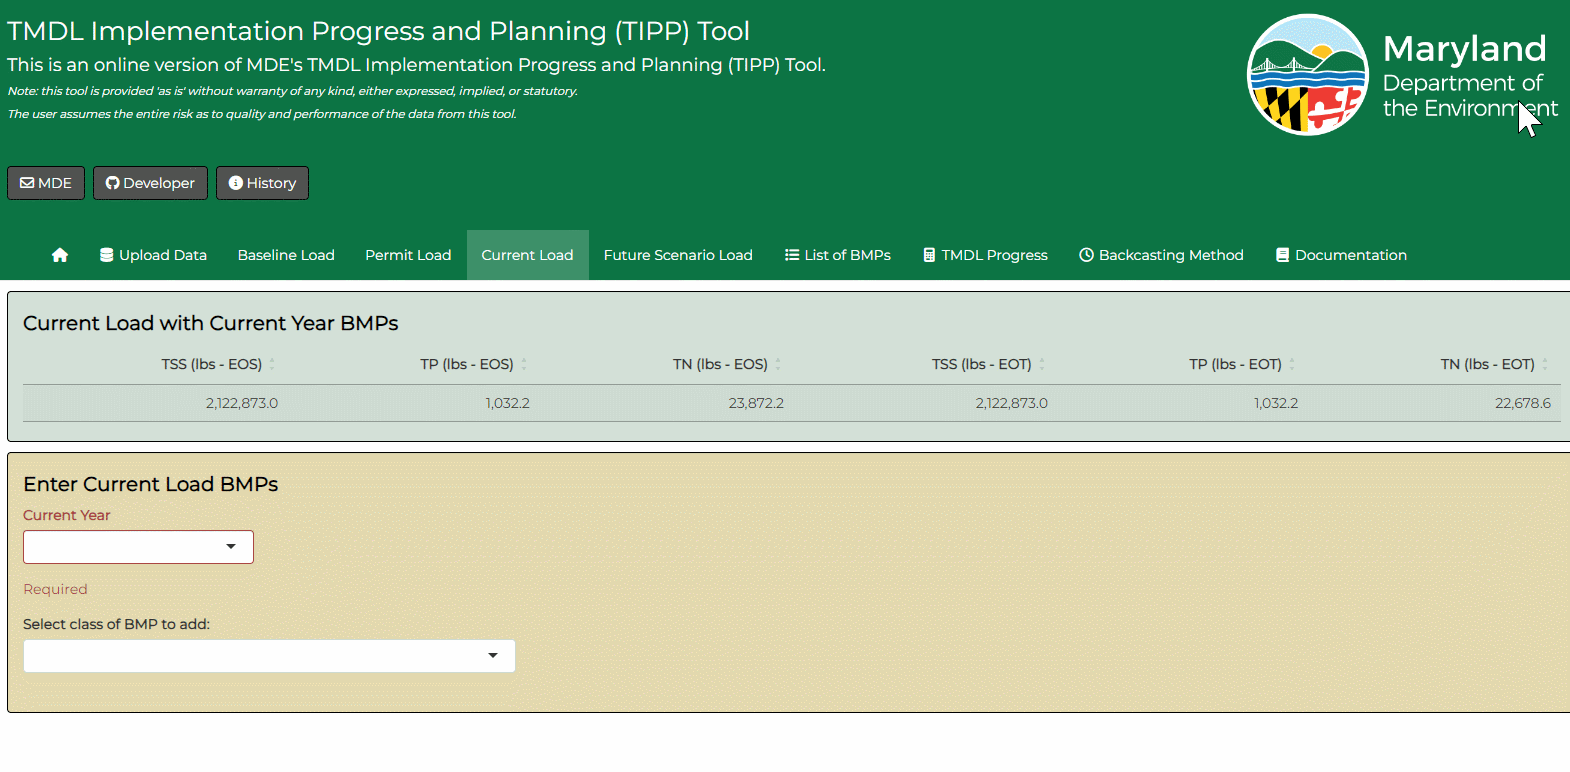 TMDL Implementation Progress and Planning (TIPP) Tool
This is an online version of MDE's TMDL Implementation Progress and Planning (TIPP) Tool.
Note: this tool is provided 'as is' without warranty of any kind, either expressed, implied, or statutory.
The user assumes the entire risk as to quality and performance of the data from this tool.
Maryland
Department of
the Environment
MDE Developer History
Upload Data Baseline Load Permit Load Current Load Future Scenario Load List of BMPs TMDL Progress Backcasting Method Documentation
Current Load with Current Year BMPs
TSS (lbs - EOS) TP (lbs - EOS) TN (lbs - EOS) TSS (lbs - EOT) TP (lbs - EOT) TN (lbs - EOT)
2,122,873.0 1,032.2 23,872.2 2,122,873.0 1,032.2 22,678.6
Enter Current Load BMPs
Current Year
Required
Select class of BMP to add: